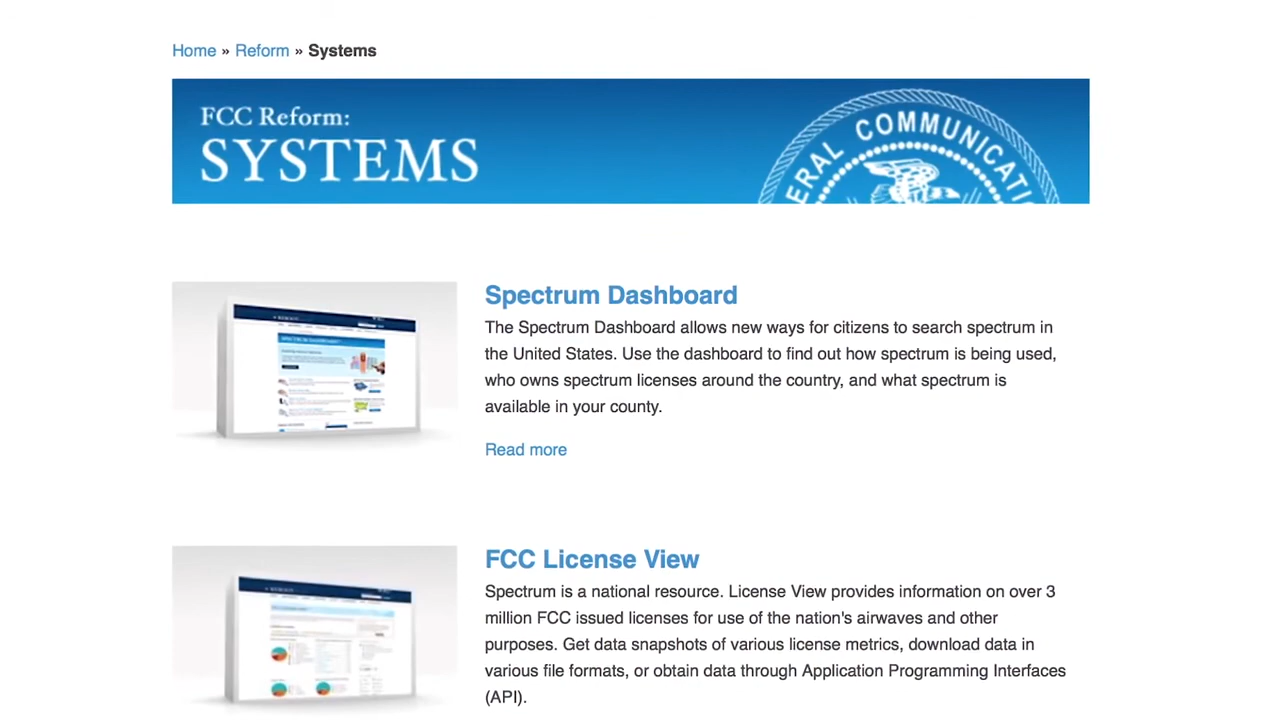 Home » Reform » Systems
FCC Reform:
SYSTEMS
ERAL COMMUNICATI
Spectrum Dashboard
The Spectrum Dashboard allows new ways for citizens to search spectrum in
the United States. Use the dashboard to find out how spectrum is being used,
who owns spectrum licenses around the country, and what spectrum is
available in your county.
Read more
FCC License View
Spectrum is a national resource. License View provides information on over 3
million FCC issued licenses for use of the nation's airwaves and other
purposes. Get data snapshots of various license metrics, download data in
various file formats, or obtain data through Application Programming Interfaces
(API).